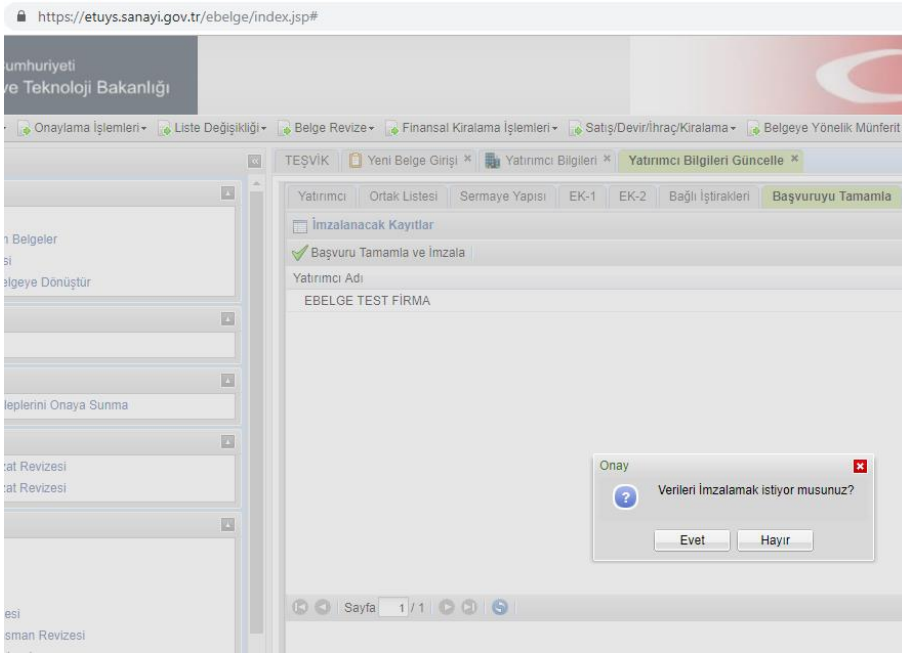 https://etuys.sanayi.gov.tr/ebelge/index.jsp#
umhuriyeti
ve Teknoloji Bakanlığı
Onaylama İşlemleri Liste Değişikliği Belge Revize Finansal Kiralama İşlemleri Satış/Devir/İhraç/Kiralama Belgeye Yönelik Münferit
TEŞVİK Yeni Belge Girişi Yatırımcı Bilgileri Yatırımcı Bilgileri Güncelle
Yatırımcı Ortak Listesi Sermaye Yapısı EK-1 EK-2 Bağlı İştirakleri Başvuruyu Tamamla
İmzalanacak Kayıtlar
Başvuru Tamamla ve İmzala
Yatırımcı Adı
EBELGE TEST FİRMA
n Belgeler
si
elgeye Dönüştür
leplerini Onaya Sunma
zat Revizesi
zat Revizesi
esi
sman Revizesi
Onay
Verileri İmzalamak istiyor musunuz?
Evet Hayır
Sayfa 1 / 1